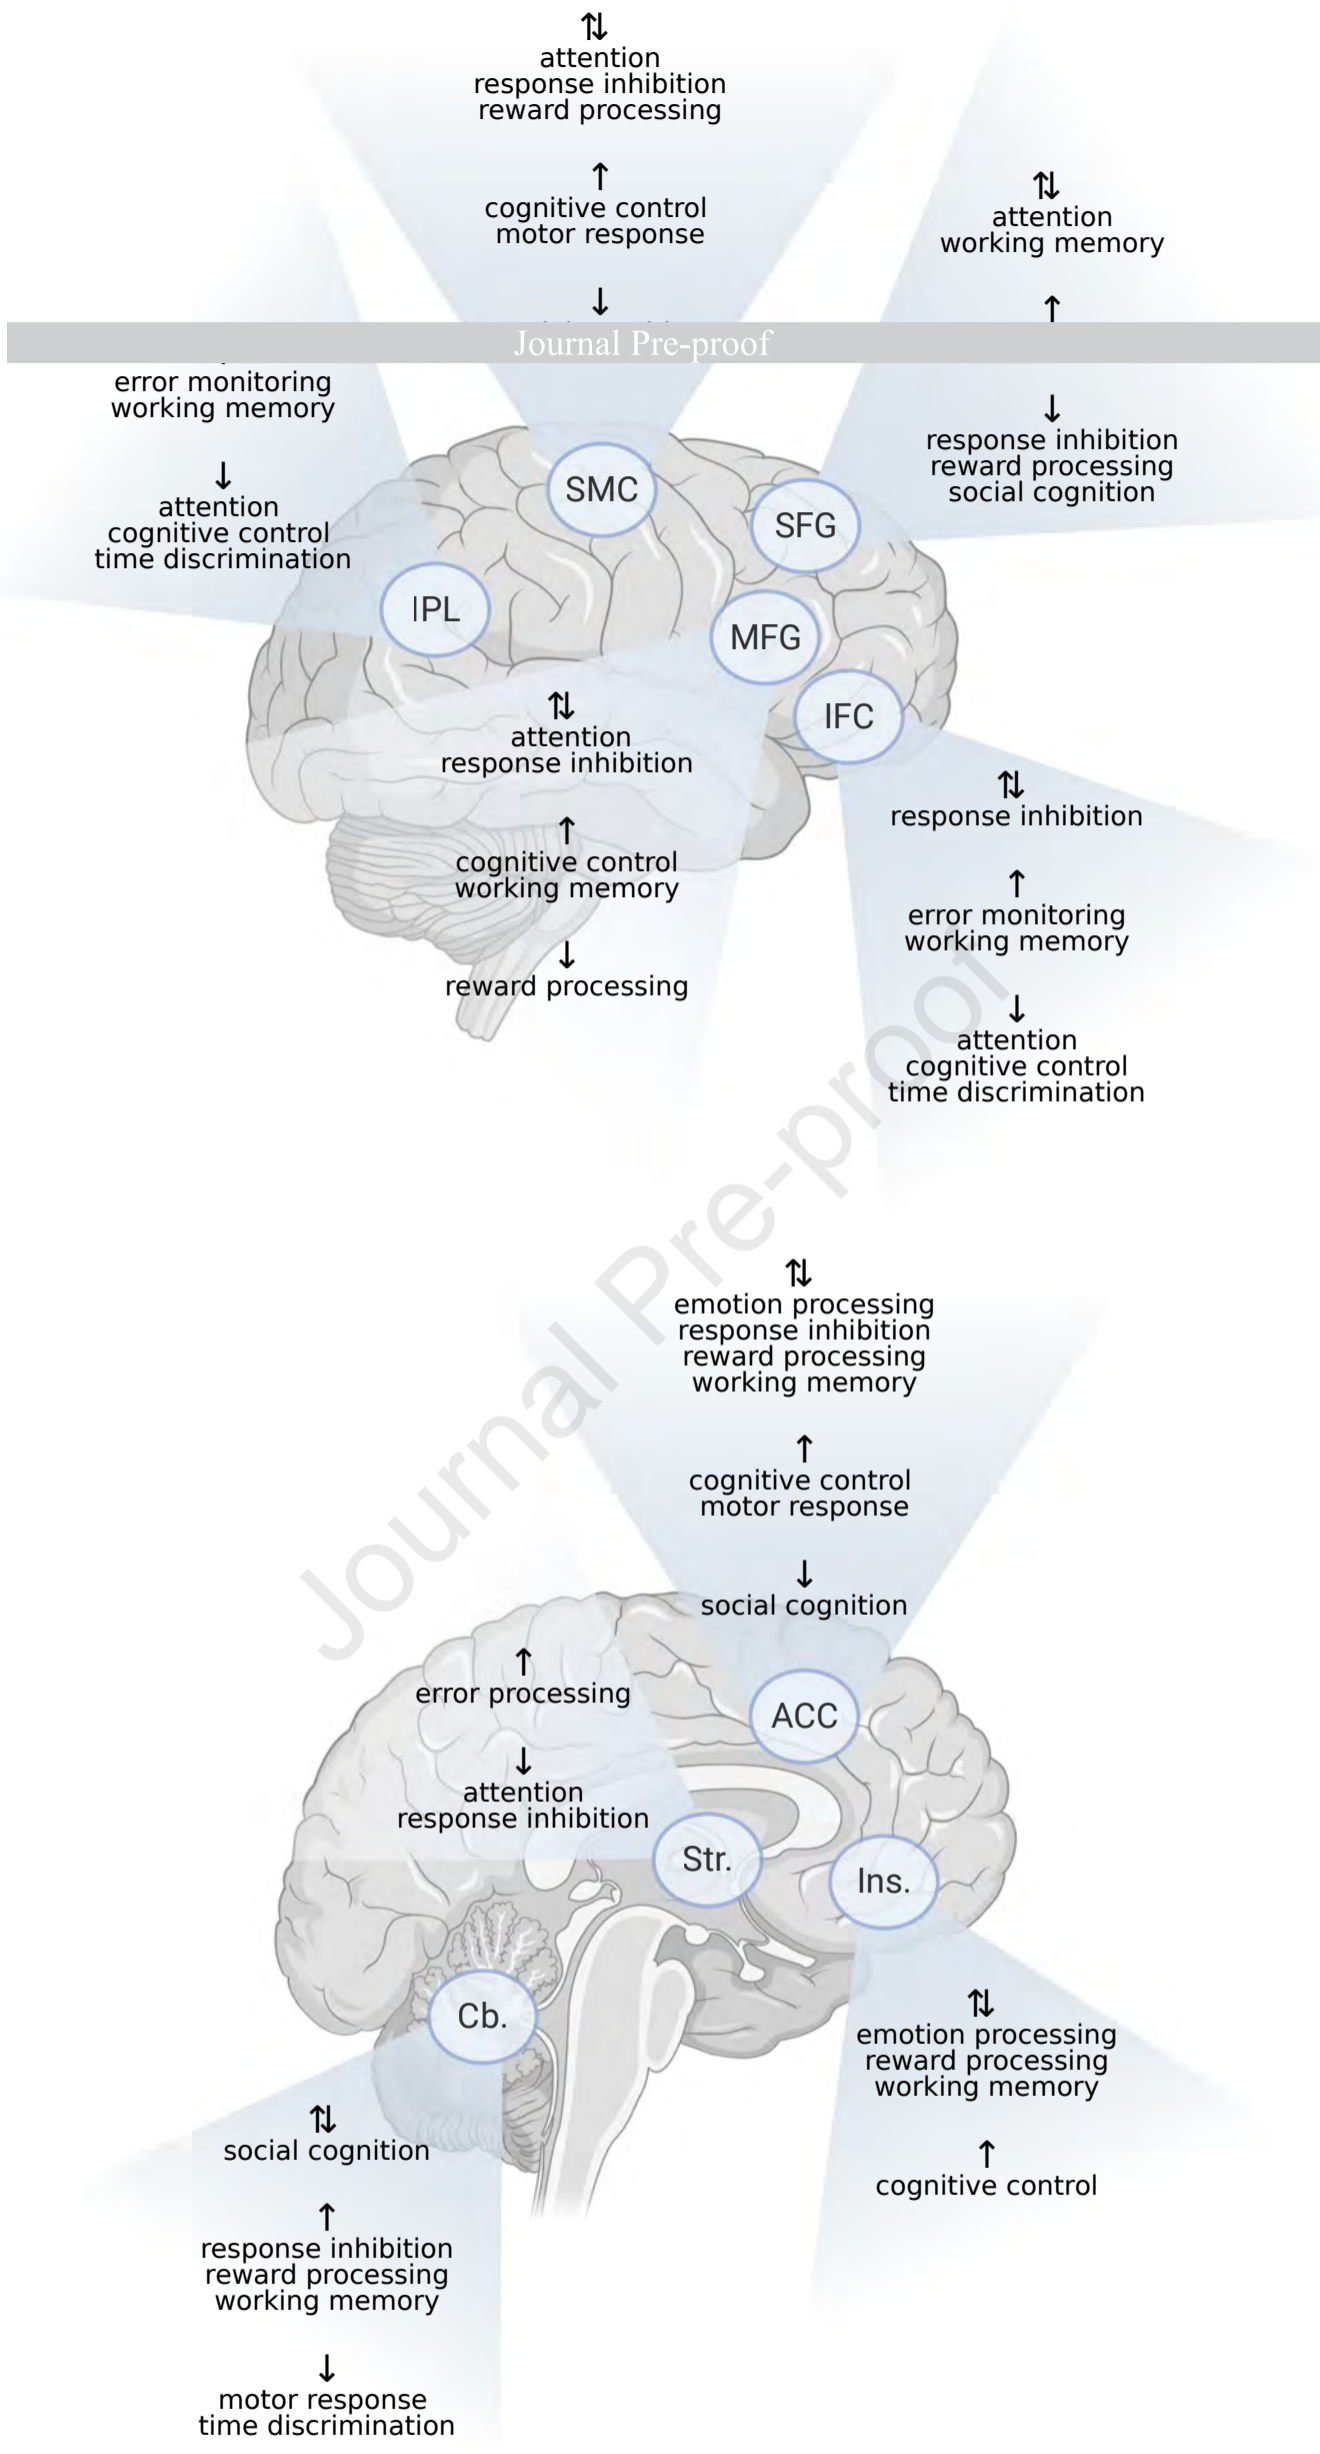 ⇅
attention
response inhibition
reward processing
↑
cognitive control
motor response
↓
⇅
attention
working memory
↑
Journal Pre-proof
error monitoring
working memory
↓
attention
cognitive control
time discrimination
↓
response inhibition
reward processing
social cognition
SMC
SFG
IPL
MFG
IFC
⇅
attention
response inhibition
↑
cognitive control
working memory
↓
reward processing
⇅
response inhibition
↑
error monitoring
working memory
↓
attention
cognitive control
time discrimination
Journal Pre-proof
⇅
emotion processing
response inhibition
reward processing
working memory
↑
cognitive control
motor response
↓
social cognition
↑
error processing
↓
attention
response inhibition
ACC
Str.
Ins.
Cb.
⇅
emotion processing
reward processing
working memory
↑
cognitive control
⇅
social cognition
↑
response inhibition
reward processing
working memory
↓
motor response
time discrimination